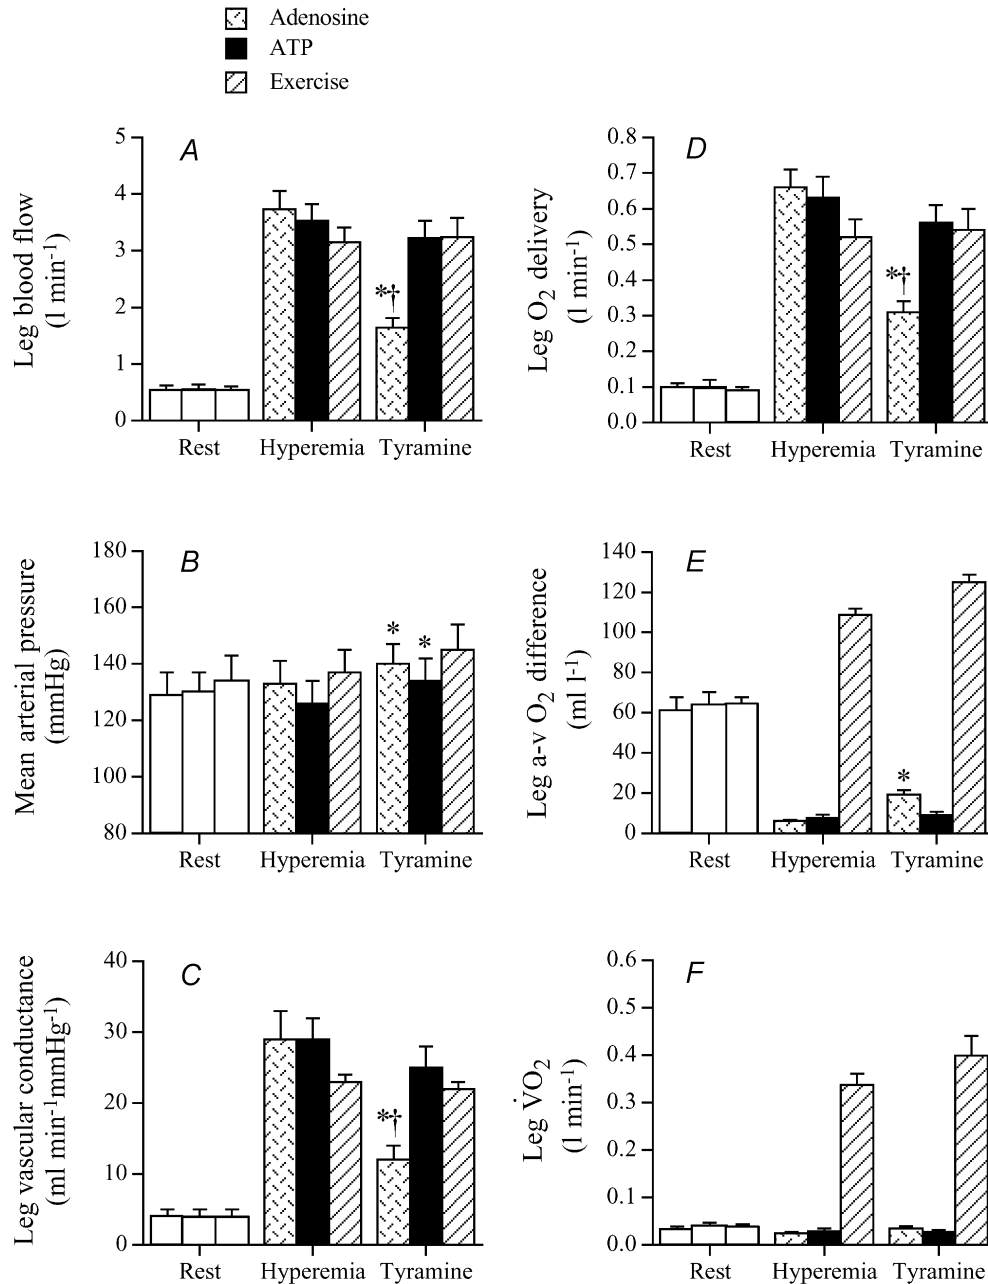 Adenosine
ATP
Exercise
A
Leg blood flow
(l min-1)
5
4
3
2
1
0
*†
Rest Hyperemia Tyramine
D
Leg O2 delivery
(l min-1)
0.8
0.7
0.6
0.5
0.4
0.3
0.2
0.1
0.0
*†
Rest Hyperemia Tyramine
B
Mean arterial pressure
(mmHg)
180
160
140
120
100
80
* *
Rest Hyperemia Tyramine
E
Leg a-v O2 difference
(ml l-1)
140
120
100
80
60
40
20
0
*
Rest Hyperemia Tyramine
C
Leg vascular conductance
(ml min-1mmHg-1)
40
30
20
10
0
*†
Rest Hyperemia Tyramine
F
Leg V̇O2
(l min-1)
0.6
0.5
0.4
0.3
0.2
0.1
0.0
Rest Hyperemia Tyramine